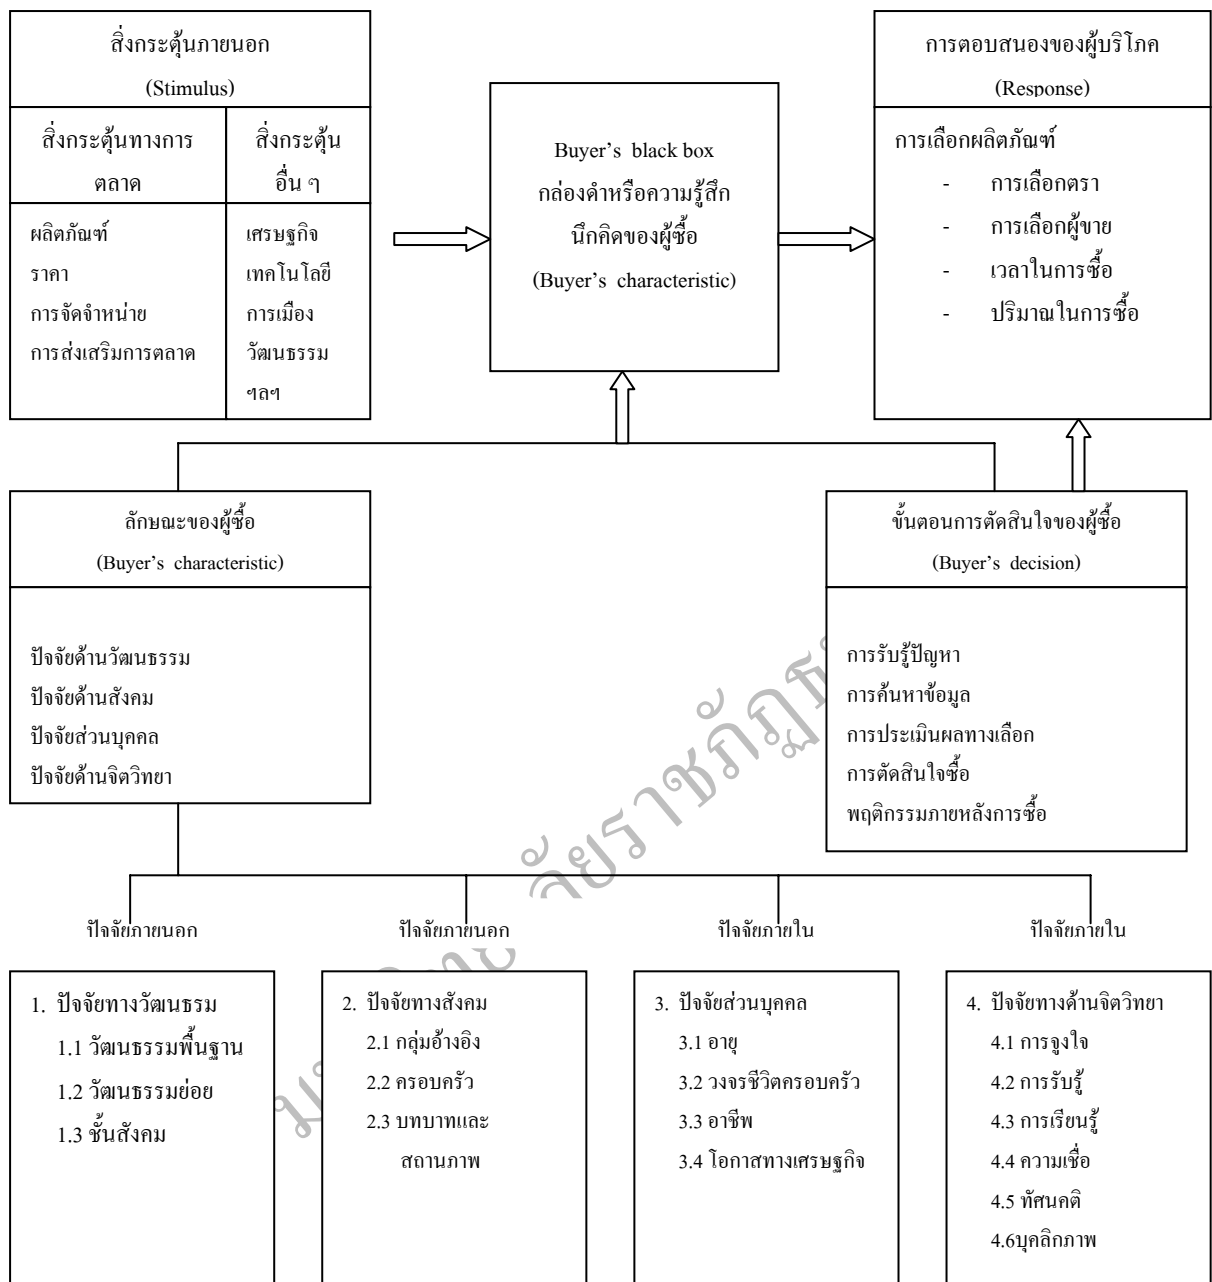 สิ่งกระตุ้นภายนอก
(Stimulus)
สิ่งกระตุ้นทางการ
ตลาด
สิ่งกระตุ้น
อื่น ๆ
ผลิตภัณฑ์
ราคา
การจัดจำหน่าย
การส่งเสริมการตลาด
เศรษฐกิจ
เทคโนโลยี
การเมือง
วัฒนธรรม
ฯลฯ
Buyer’s black box
กล่องดำหรือความรู้สึก
นึกคิดของผู้ซื้อ
(Buyer’s characteristic)
การตอบสนองของผู้บริโภค
(Response)
การเลือกผลิตภัณฑ์
- การเลือกตรา
- การเลือกผู้ขาย
- เวลาในการซื้อ
- ปริมาณในการซื้อ
ลักษณะของผู้ซื้อ
(Buyer’s characteristic)
ปัจจัยด้านวัฒนธรรม
ปัจจัยด้านสังคม
ปัจจัยส่วนบุคคล
ปัจจัยด้านจิตวิทยา
ขั้นตอนการตัดสินใจของผู้ซื้อ
(Buyer’s decision)
การรับรู้ปัญหา
การค้นหาข้อมูล
การประเมินผลทางเลือก
การตัดสินใจซื้อ
พฤติกรรมภายหลังการซื้อ
ปัจจัยภายนอก
ปัจจัยภายนอก
ปัจจัยภายใน
ปัจจัยภายใน
1. ปัจจัยทางวัฒนธรม
1.1 วัฒนธรรมพื้นฐาน
1.2 วัฒนธรรมย่อย
1.3 ชั้นสังคม
2. ปัจจัยทางสังคม
2.1 กลุ่มอ้างอิง
2.2 ครอบครัว
2.3 บทบาทและ
สถานภาพ
3. ปัจจัยส่วนบุคคล
3.1 อายุ
3.2 วงจรชีวิตครอบครัว
3.3 อาชีพ
3.4 โอกาสทางเศรษฐกิจ
4. ปัจจัยทางด้านจิตวิทยา
4.1 การจูงใจ
4.2 การรับรู้
4.3 การเรียนรู้
4.4 ความเชื่อ
4.5 ทัศนคติ
4.6บุคลิกภาพ